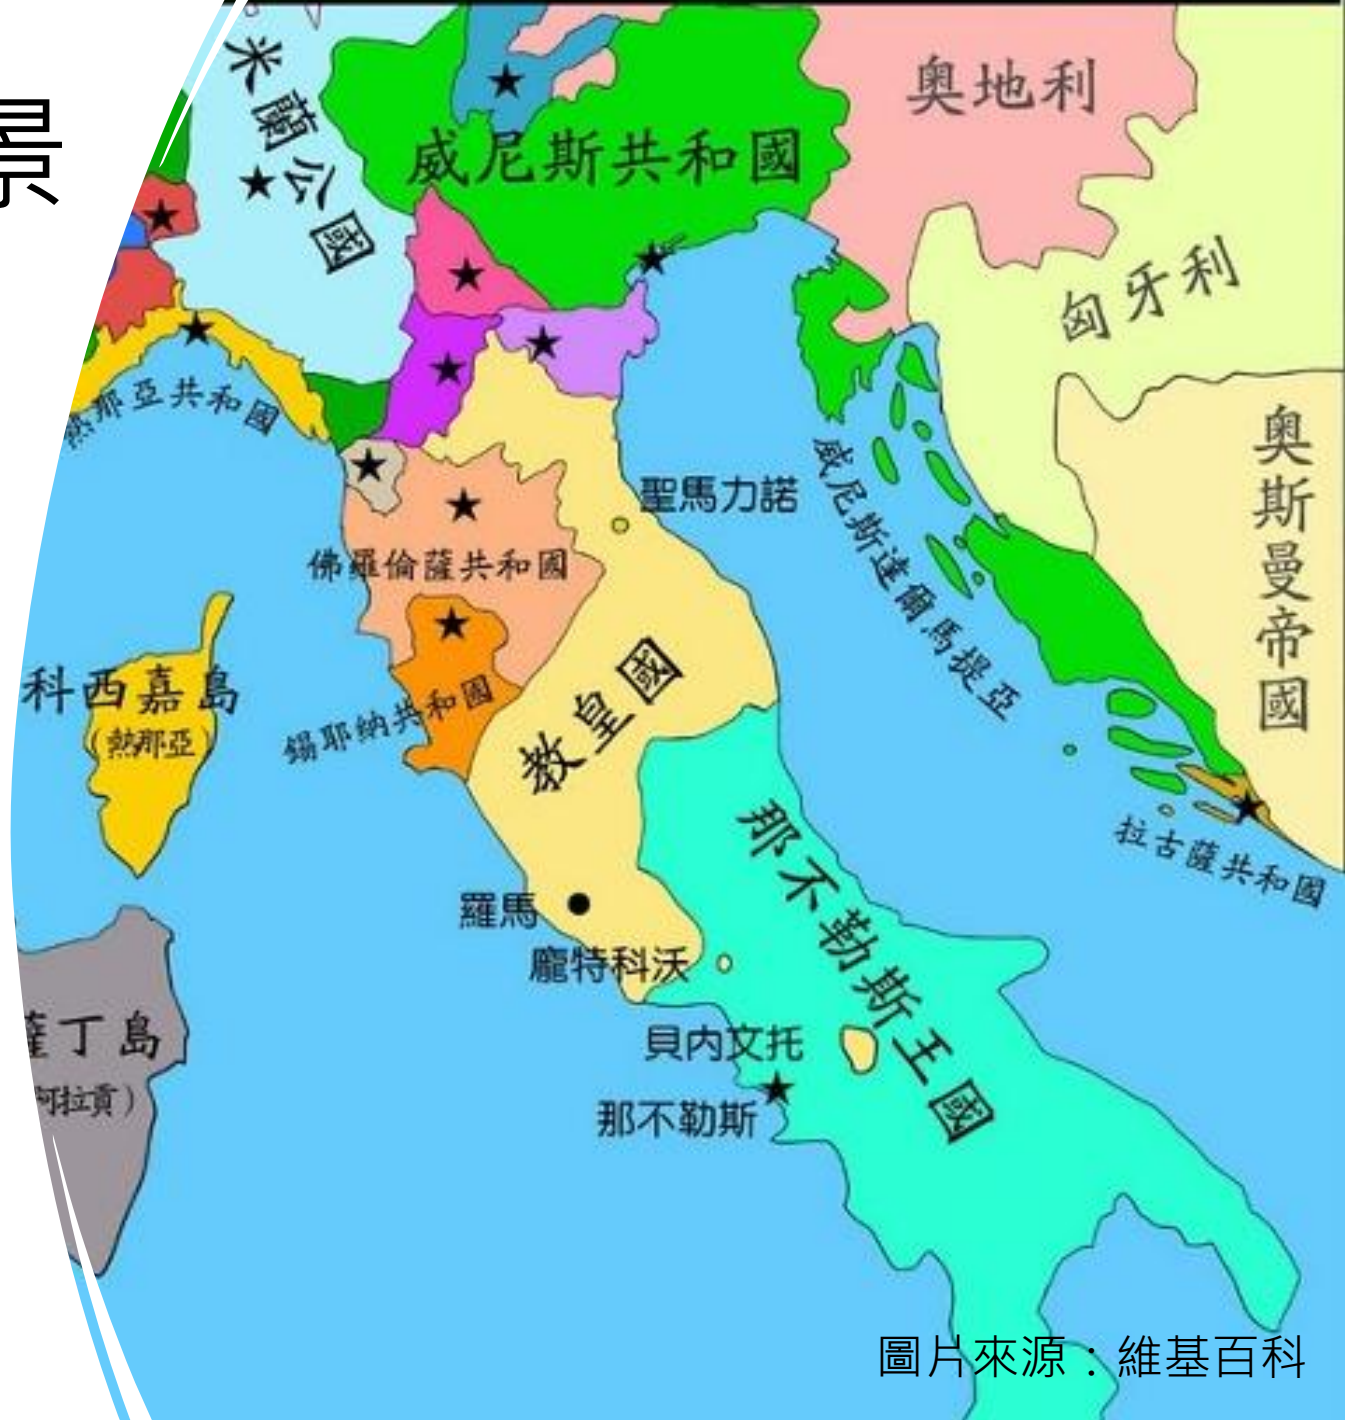 景
米蘭公國
威尼斯共和國
奧地利
匈牙利
熱那亞共和國
奧斯曼帝國
聖馬力諾
威尼斯達爾馬提亞
佛羅倫薩共和國
科西嘉島
(熱那亞)
錫耶納共和國
教皇國
那不勒斯王國
拉古薩共和國
羅馬
龐特科沃
薩丁島
阿拉貢)
貝內文托
那不勒斯
圖片來源：維基百科